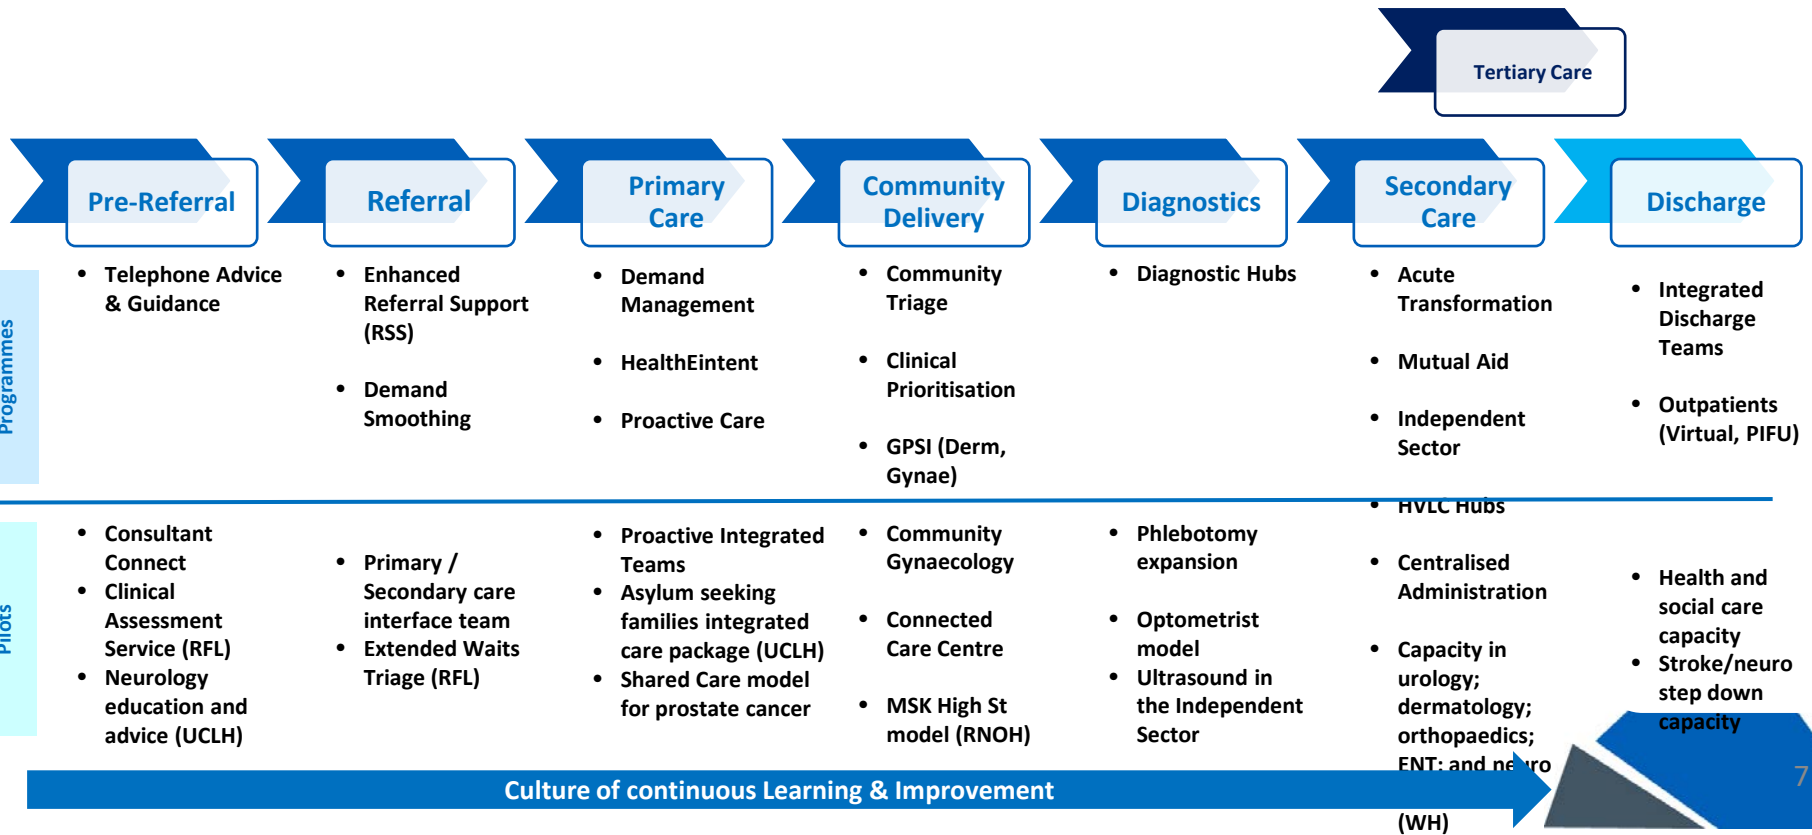 Tertiary Care
Pre-Referral
Referral
Primary
Care
Community
Delivery
Diagnostics
Secondary
Care
Discharge
Programmes
• Telephone Advice
& Guidance
• Enhanced
Referral Support
(RSS)
• Demand
Smoothing
• Demand
Management
• HealthEintent
• Proactive Care
• Community
Triage
• Clinical
Prioritisation
• GPSI (Derm,
Gynae)
• Diagnostic Hubs
• Acute
Transformation
• Mutual Aid
• Independent
Sector
• HVLC Hubs
• Centralised
Administration
• Capacity in
urology;
dermatology;
orthopaedics;
ENT; and neuro
(WH)
• Integrated
Discharge
Teams
• Outpatients
(Virtual, PIFU)
Pilots
• Consultant
Connect
• Clinical
Assessment
Service (RFL)
• Neurology
education and
advice (UCLH)
• Primary /
Secondary care
interface team
• Extended Waits
Triage (RFL)
• Proactive Integrated
Teams
• Asylum seeking
families integrated
care package (UCLH)
• Shared Care model
for prostate cancer
• Community
Gynaecology
• Connected
Care Centre
• MSK High St
model (RNOH)
• Phlebotomy
expansion
• Optometrist
model
• Ultrasound in
the Independent
Sector
• Health and
social care
capacity
• Stroke/neuro
step down
capacity
Culture of continuous Learning & Improvement
7